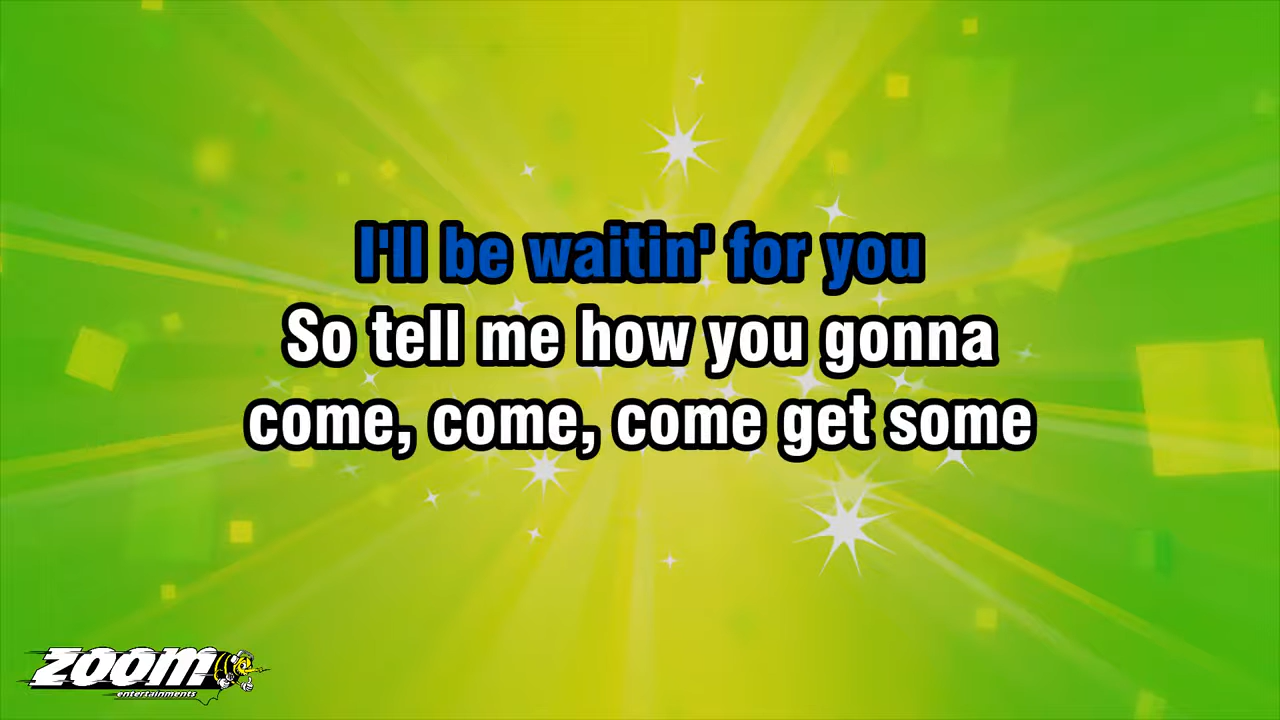 I'll be waitin' for you
So tell me how you gonna
come, come, come get some
ZOOM
entertainments